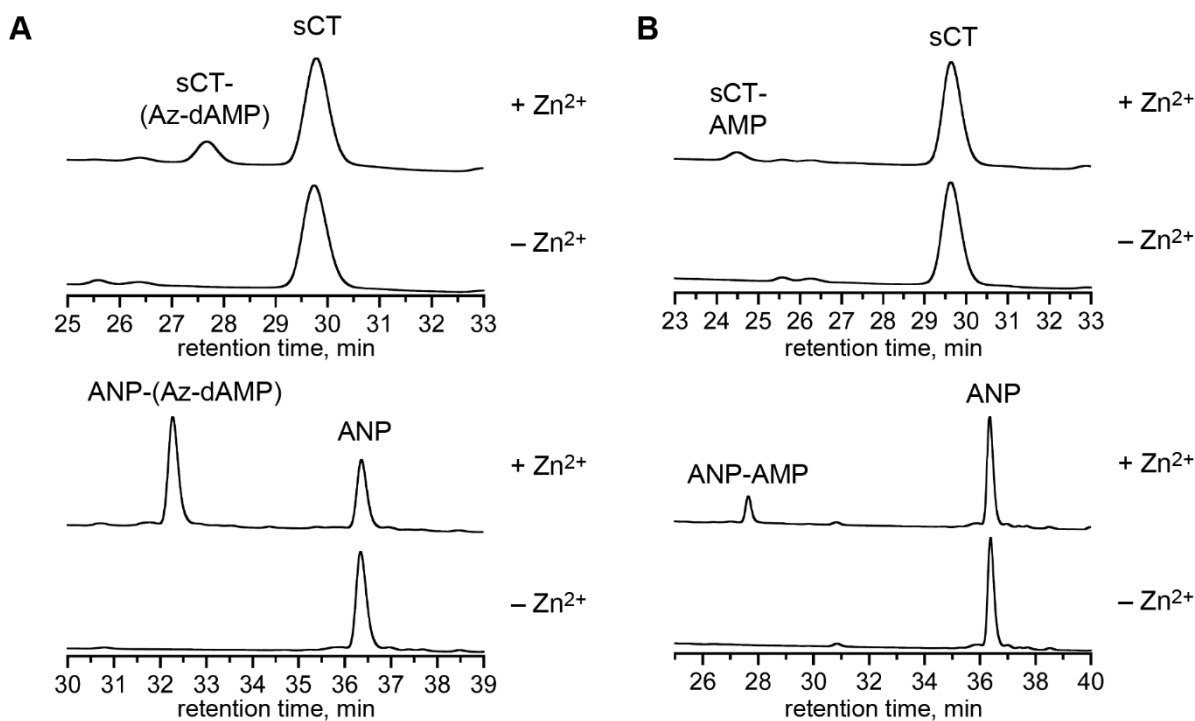 A
sCT
sCT-
(Az-dAMP)
+ Zn²⁺
– Zn²⁺
25 26 27 28 29 30 31 32 33
retention time, min
ANP-(Az-dAMP)
ANP
+ Zn²⁺
– Zn²⁺
30 31 32 33 34 35 36 37 38 39
retention time, min
B
sCT
sCT-
AMP
+ Zn²⁺
– Zn²⁺
23 24 25 26 27 28 29 30 31 32 33
retention time, min
ANP
ANP-AMP
+ Zn²⁺
– Zn²⁺
26 28 30 32 34 36 38 40
retention time, min